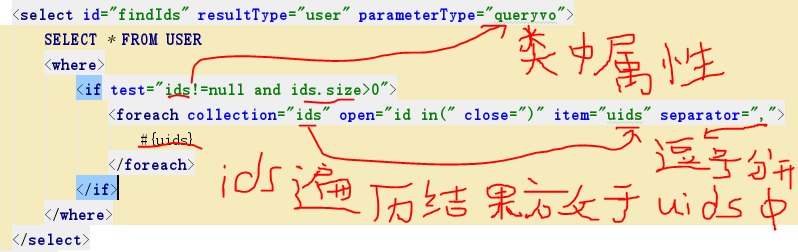 <select id="findIds" resultType="user" parameterType="queryvo">
SELECT * FROM USER
<where>
<if test="ids!=null and ids.size>0">
<foreach collection="ids" open="id in(" close=")" item="uids" separator=",">
#{uids}
</foreach>
</if>
</where>
</select>
类中属性
逗号分开
ids遍历结果放于uids中